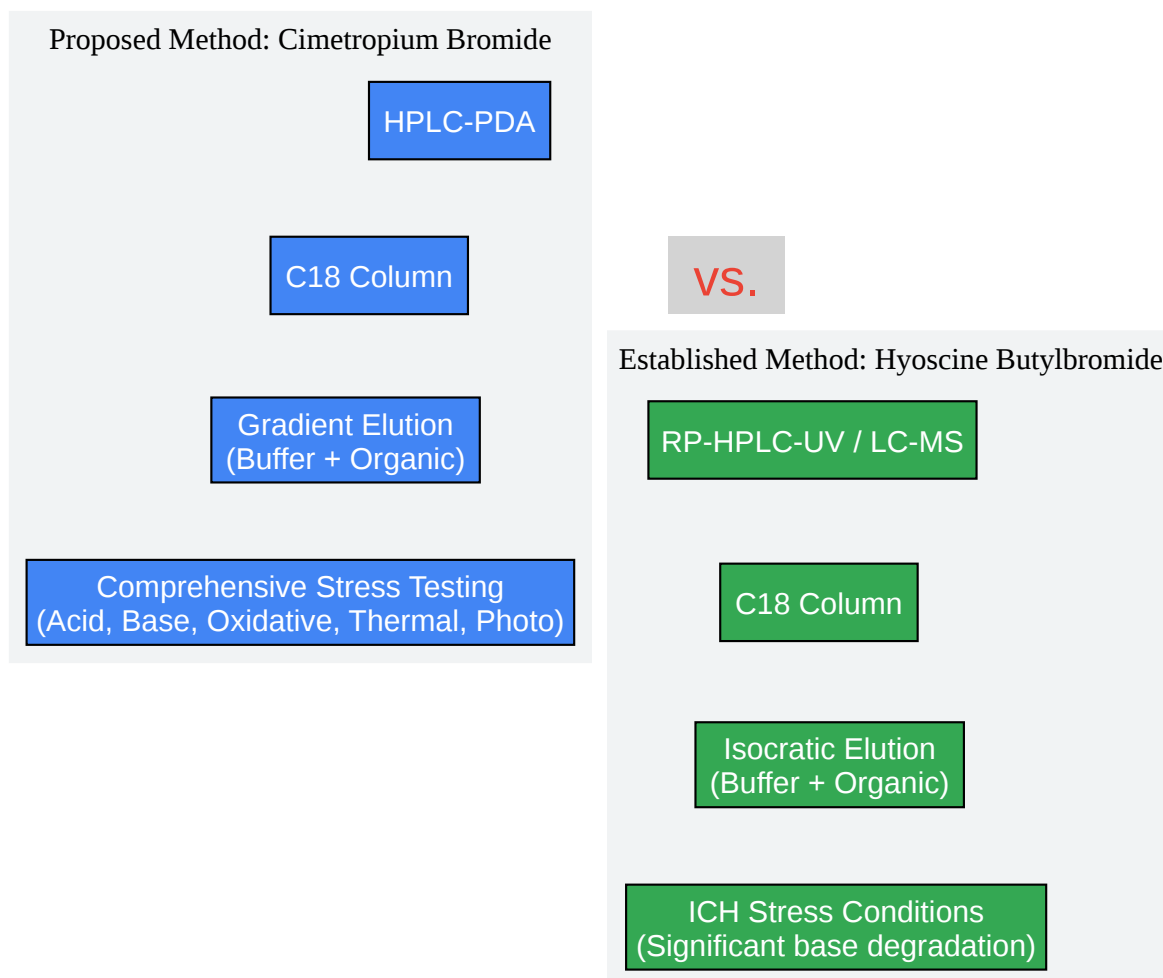 Proposed Method: Cimetropium Bromide
HPLC-PDA
C18 Column
Gradient Elution
(Buffer + Organic)
Comprehensive Stress Testing
(Acid, Base, Oxidative, Thermal, Photo)
vs.
Established Method: Hyoscine Butylbromide
RP-HPLC-UV / LC-MS
C18 Column
Isocratic Elution
(Buffer + Organic)
ICH Stress Conditions
(Significant base degradation)